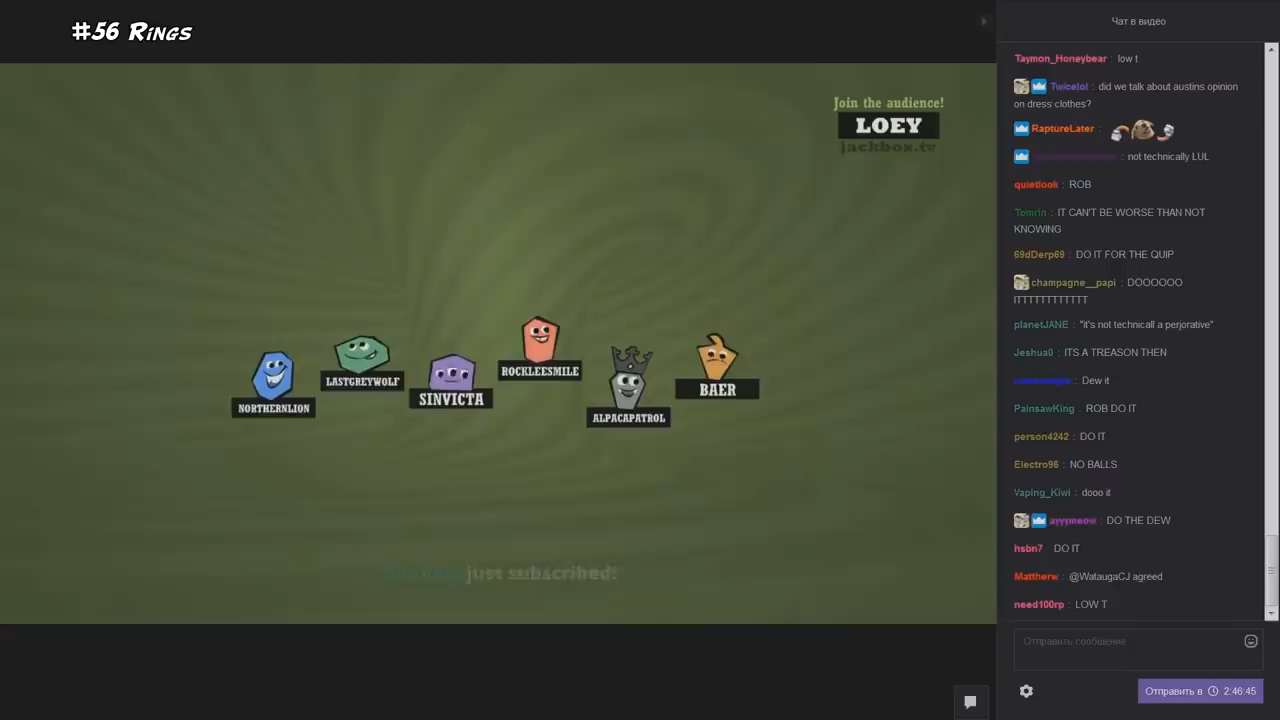 #56 Rings
Join the audience!
LOEY
jackbox.tv
NORTHERNLION
LASTGREYWOLF
SINVICTA
ROCKLEESMILE
ALPACAPATROL
BAER
just subscribed!
Чат в видео
Taymon_Honeybear : low t
Twicelol : did we talk about austins opinion
on dress clothes?
RaptureLater :
: not technically LUL
quietlook : ROB
Tomrin : IT CAN'T BE WORSE THAN NOT
KNOWING
69dDerp69 : DO IT FOR THE QUIP
champagne__papi : DOOOOOO
ITTTTTTTTTTTT
planetJANE : "it's not technicall a perjorative"
Jeshua0 : ITS A TREASON THEN
: Dew it
PainsawKing : ROB DO IT
person4242 : DO IT
Electro96 : NO BALLS
Vaping_Kiwi : dooo it
ayyymeow : DO THE DEW
hsbn7 DO IT
Mattherw : @WataugaCJ agreed
need100rp : LOW T
Отправить сообщение
Отправить в 2:46:45